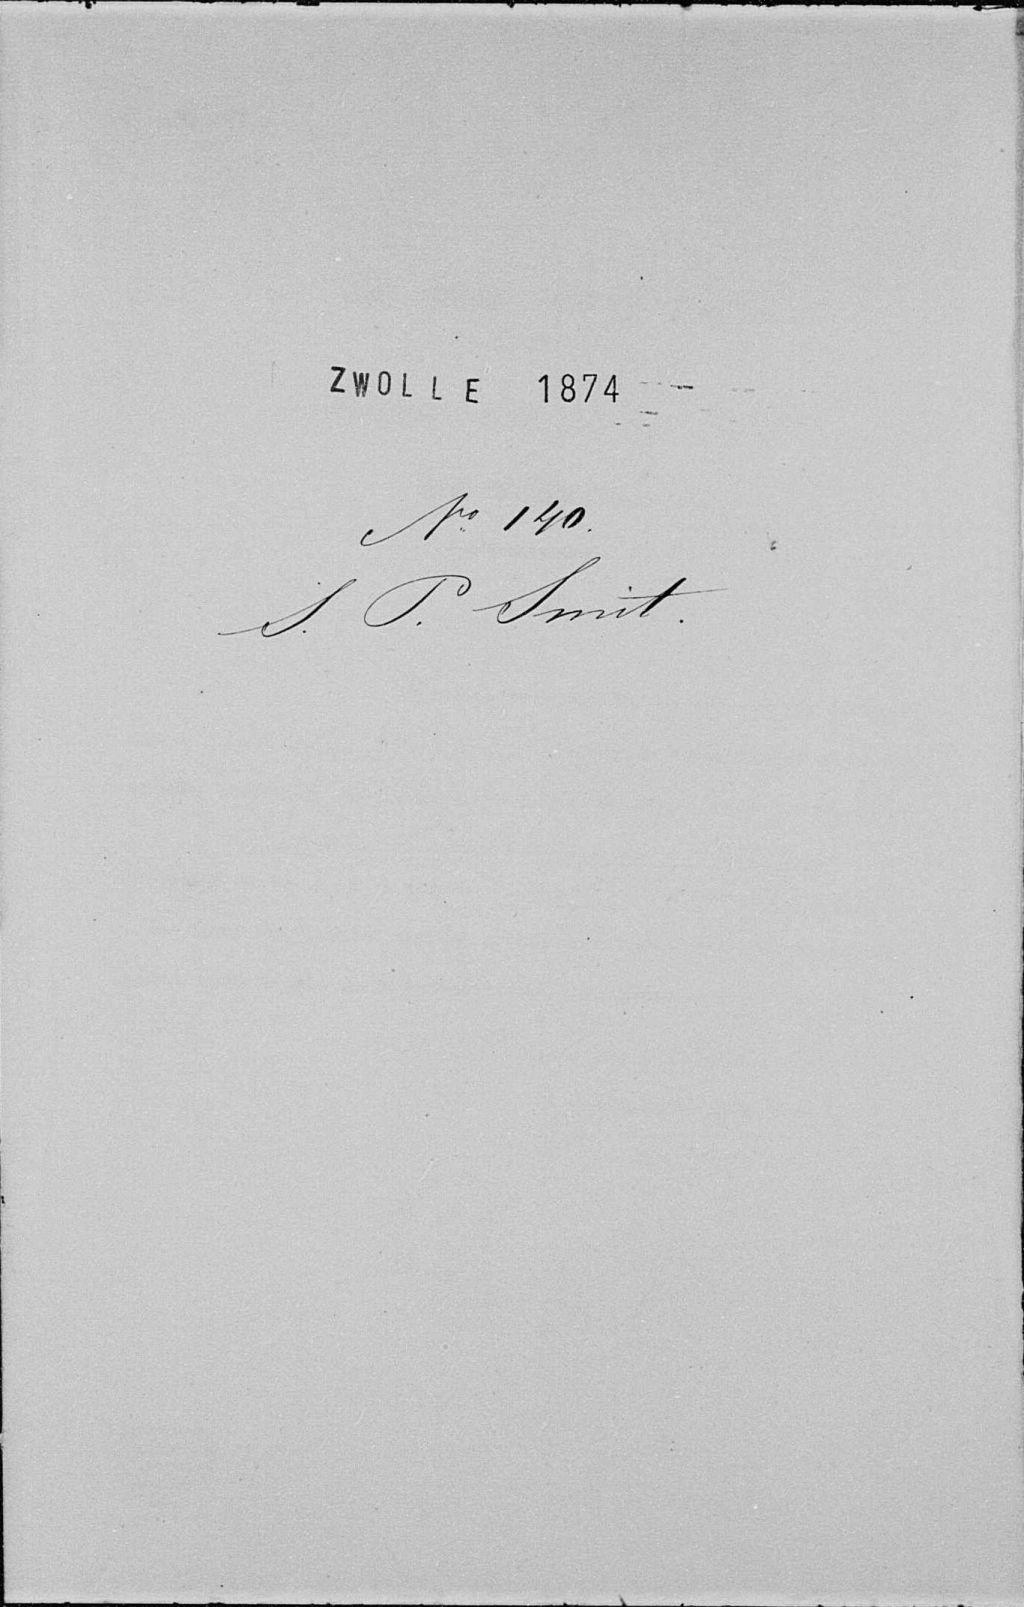 ZWOLLE 1874
No 140.
S. P. Smit.